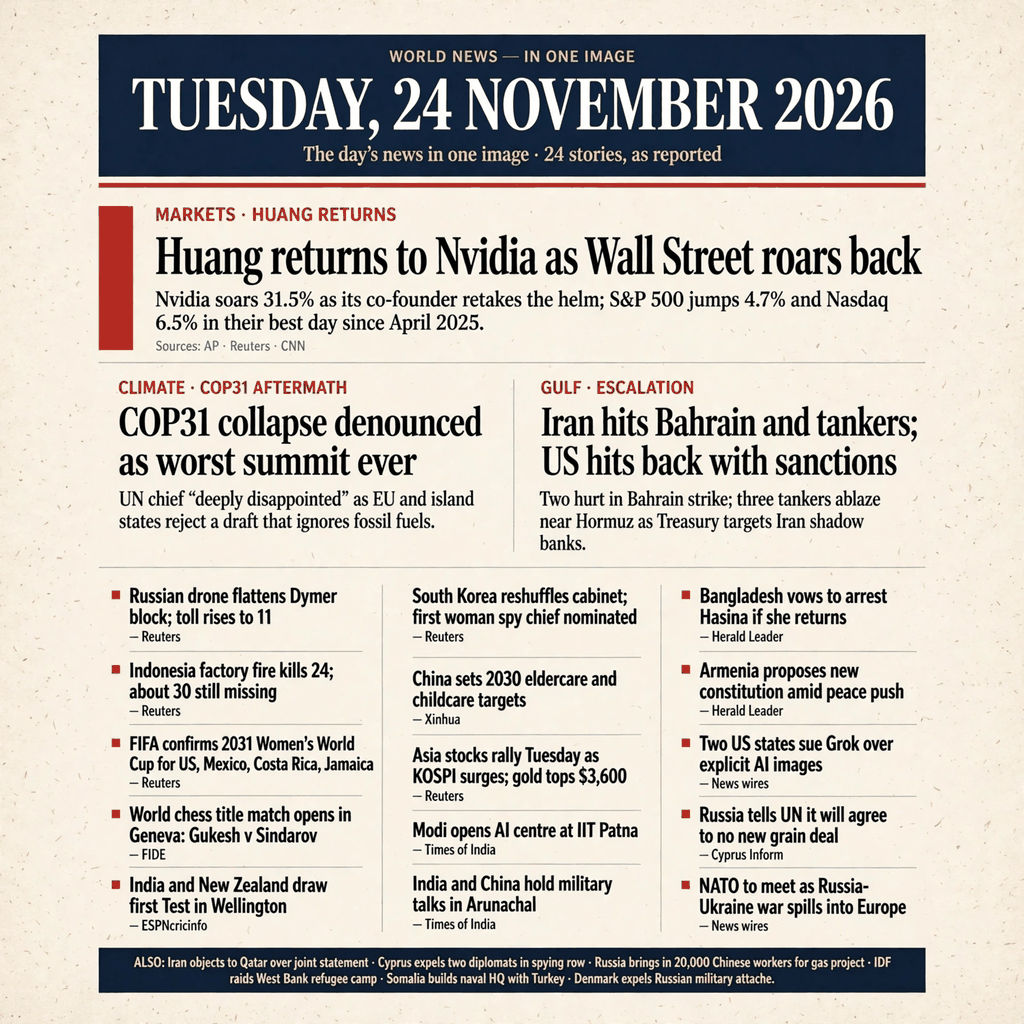 WORLD NEWS — IN ONE IMAGE
TUESDAY, 24 NOVEMBER 2026
The day's news in one image · 24 stories, as reported
MARKETS · HUANG RETURNS
Huang returns to Nvidia as Wall Street roars back
Nvidia soars 31.5% as its co-founder retakes the helm; S&P 500 jumps 4.7% and Nasdaq
6.5% in their best day since April 2025.
Sources: AP · Reuters · CNN
CLIMATE · COP31 AFTERMATH
COP31 collapse denounced
as worst summit ever
UN chief “deeply disappointed” as EU and island
states reject a draft that ignores fossil fuels.
GULF · ESCALATION
Iran hits Bahrain and tankers;
US hits back with sanctions
Two hurt in Bahrain strike; three tankers ablaze
near Hormuz as Treasury targets Iran shadow
banks.
Russian drone flattens Dymer
block; toll rises to 11
— Reuters
Indonesia factory fire kills 24;
about 30 still missing
— Reuters
FIFA confirms 2031 Women's World
Cup for US, Mexico, Costa Rica, Jamaica
— Reuters
World chess title match opens in
Geneva: Gukesh v Sindarov
— FIDE
India and New Zealand draw
first Test in Wellington
— ESPNcricinfo
South Korea reshuffles cabinet;
first woman spy chief nominated
— Reuters
China sets 2030 eldercare and
childcare targets
— Xinhua
Asia stocks rally Tuesday as
KOSPI surges; gold tops $3,600
— Reuters
Modi opens AI centre at IIT Patna
— Times of India
India and China hold military
talks in Arunachal
— Times of India
Bangladesh vows to arrest
Hasina if she returns
— Herald Leader
Armenia proposes new
constitution amid peace push
— Herald Leader
Two US states sue Grok over
explicit AI images
— News wires
Russia tells UN it will agree
to no new grain deal
— Cyprus Inform
NATO to meet as Russia-
Ukraine war spills into Europe
— News wires
ALSO: Iran objects to Qatar over joint statement · Cyprus expels two diplomats in spying row · Russia brings in 20,000 Chinese workers for gas project · IDF
raids West Bank refugee camp · Somalia builds naval HQ with Turkey · Denmark expels Russian military attache.